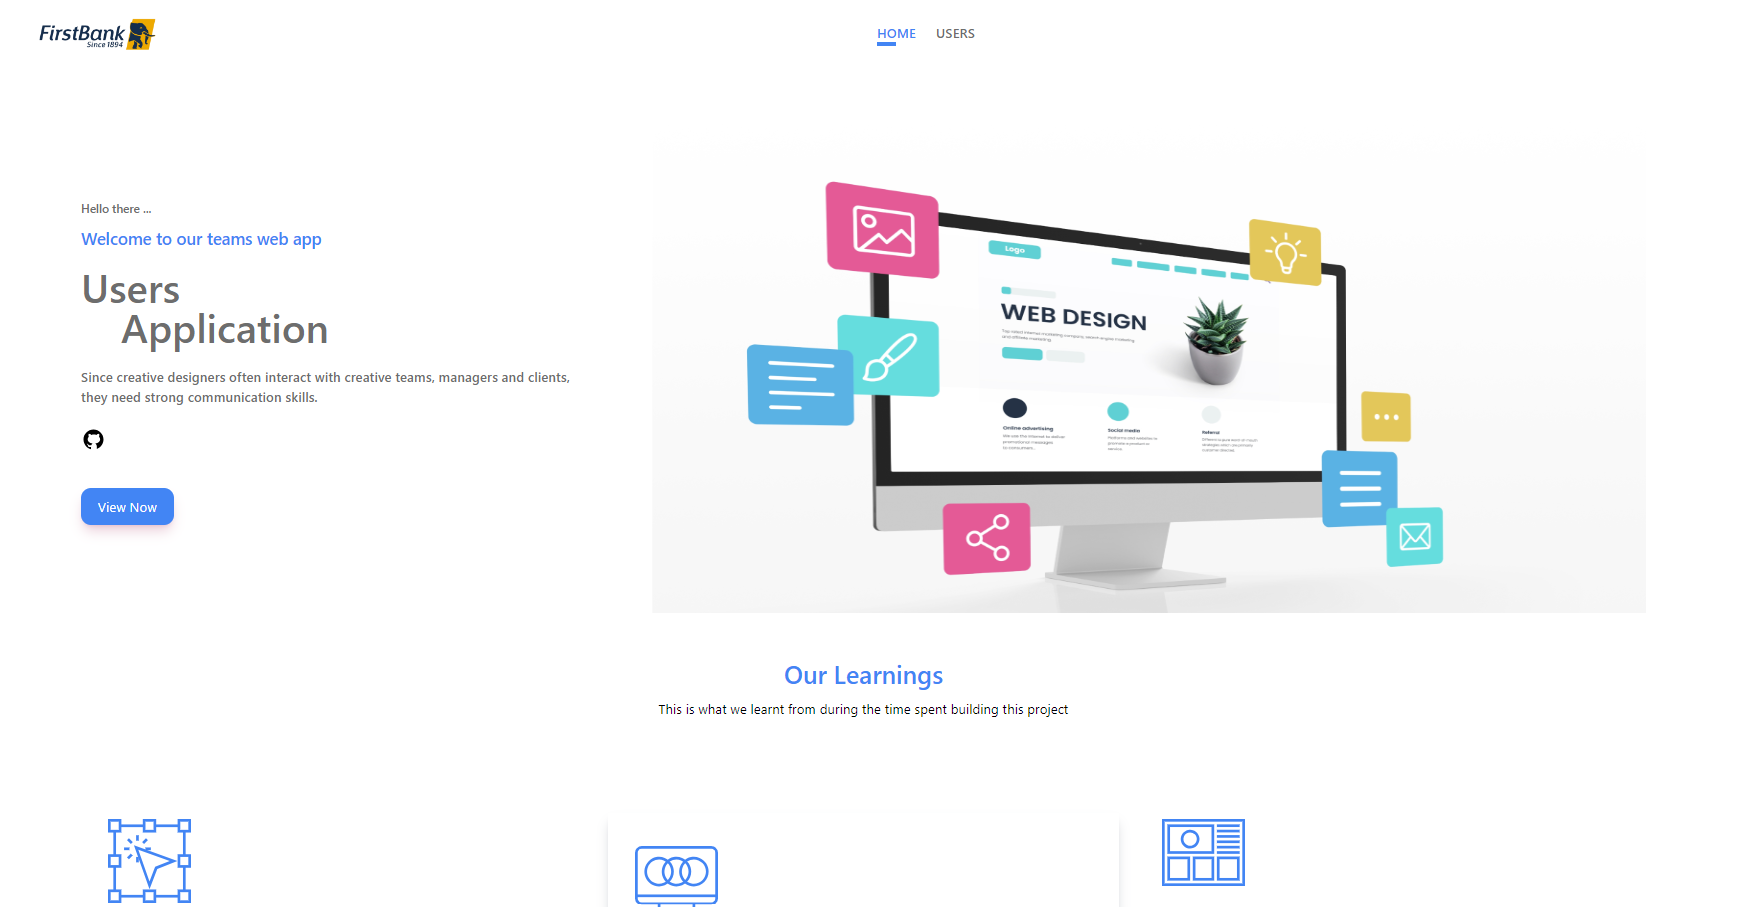 FirstBank
Since 1894
HOME
USERS
Hello there ...
Welcome to our teams web app
Users
Application
Since creative designers often interact with creative teams, managers and clients,
they need strong communication skills.
View Now
Logo
WEB DESIGN
Online advertising
Social media
Referral
Our Learnings
This is what we learnt from during the time spent building this project